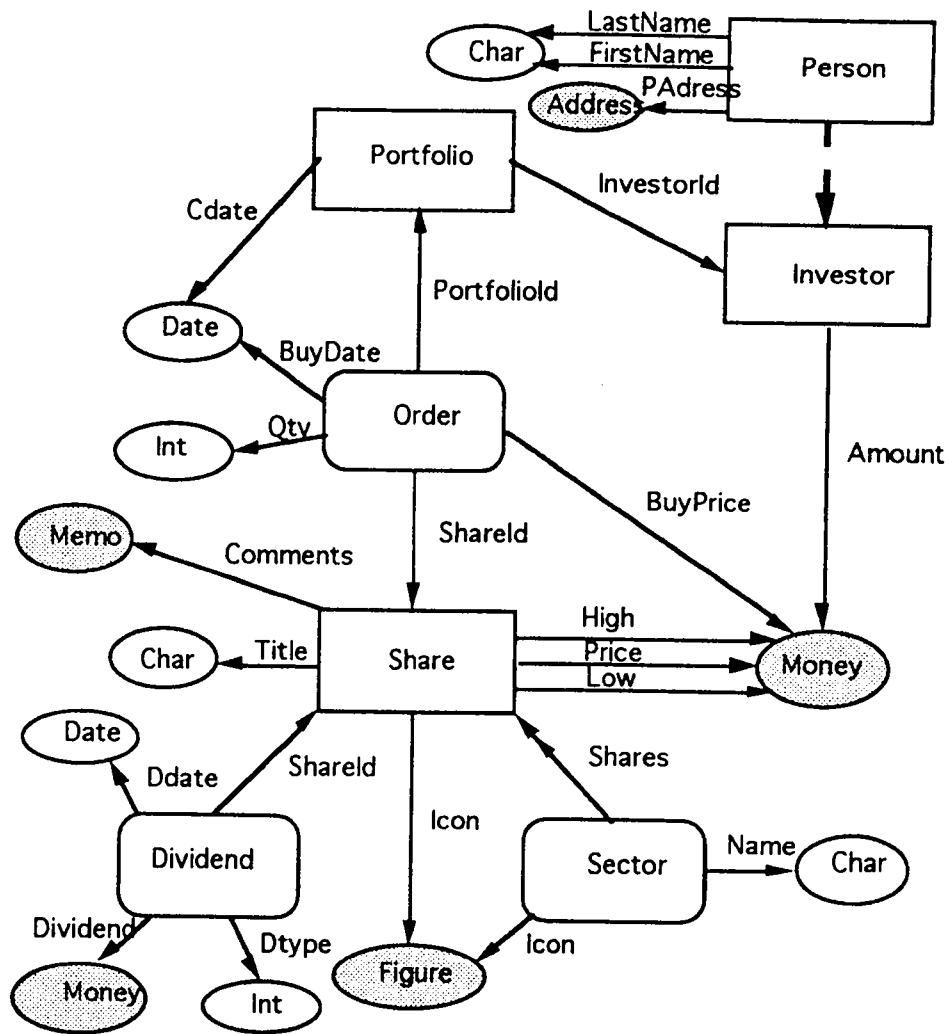 LastName
Char
FirstName
Person
PAdress
Address
Portfolio
InvestorId
Cdate
Investor
PortfolioId
Date
BuyDate
Order
Qty
Int
Amount
BuyPrice
Memo
ShareId
Comments
High
Title
Char
Share
Price
Money
Low
Date
Shares
ShareId
Ddate
Icon
Name
Dividend
Sector
Char
Dividend
Dtype
Icon
Figure
Money
Int